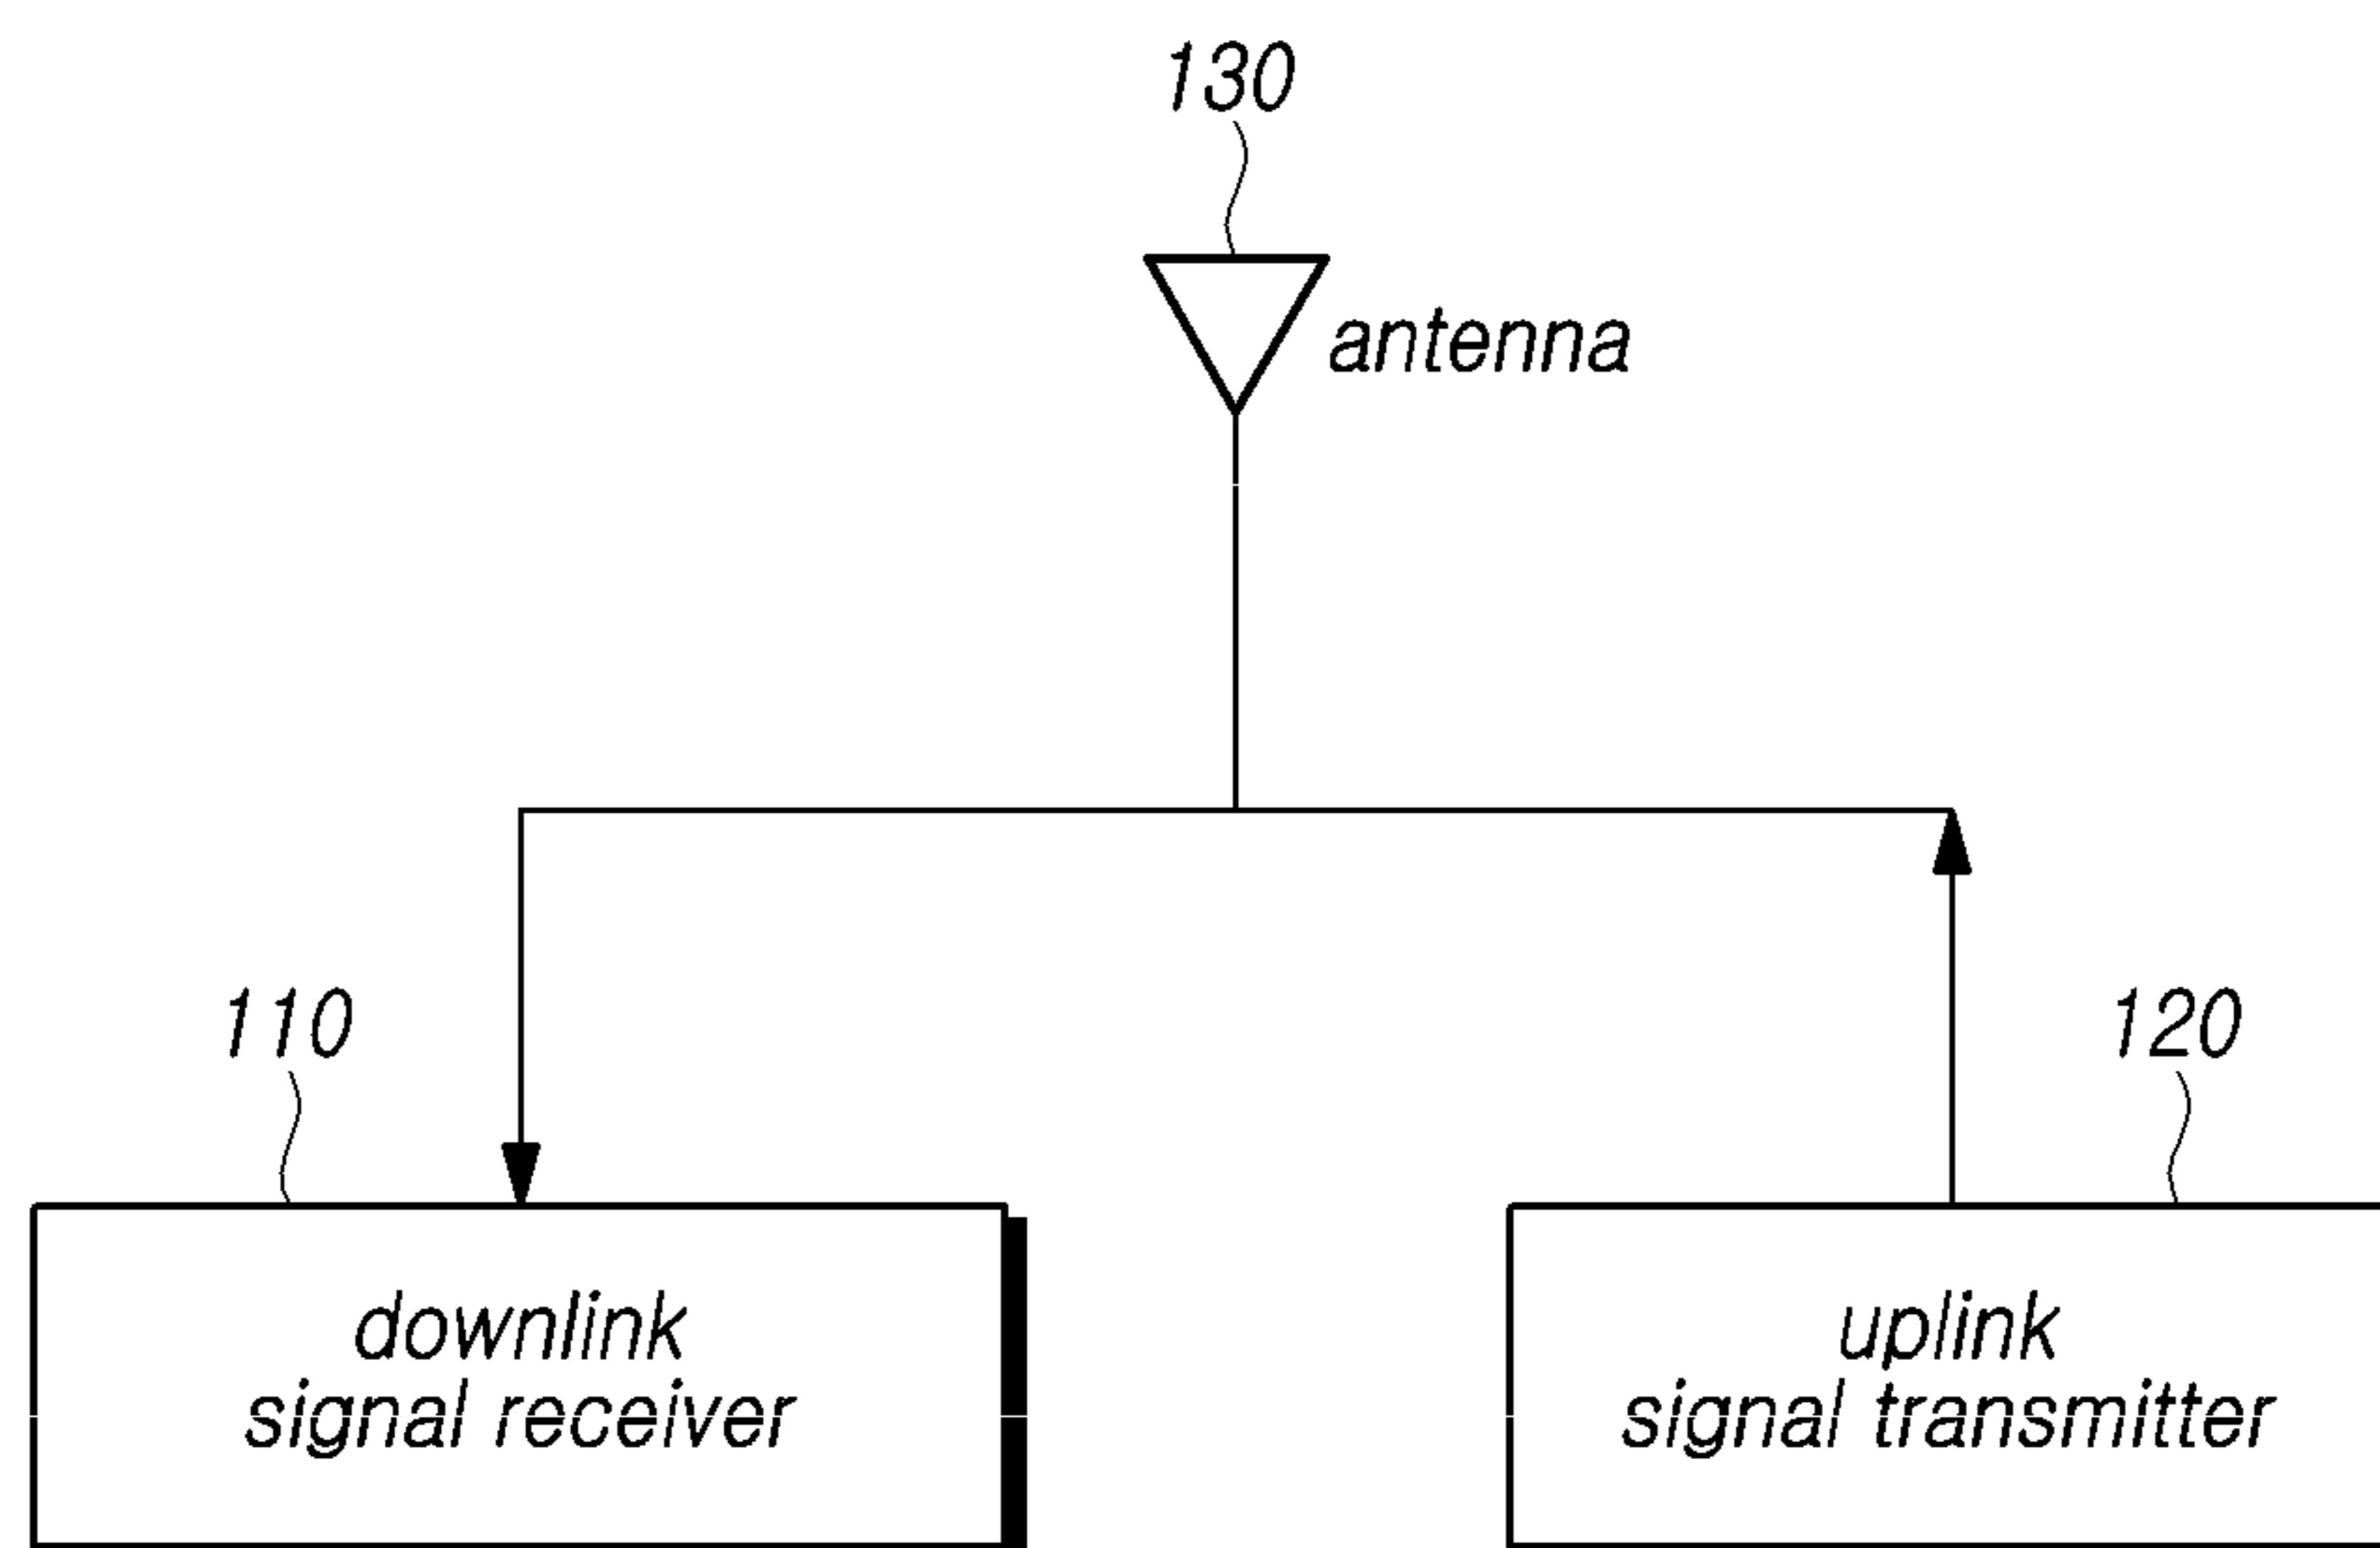 130
antenna
110
120
downlink
signal receiver
uplink
signal transmitter